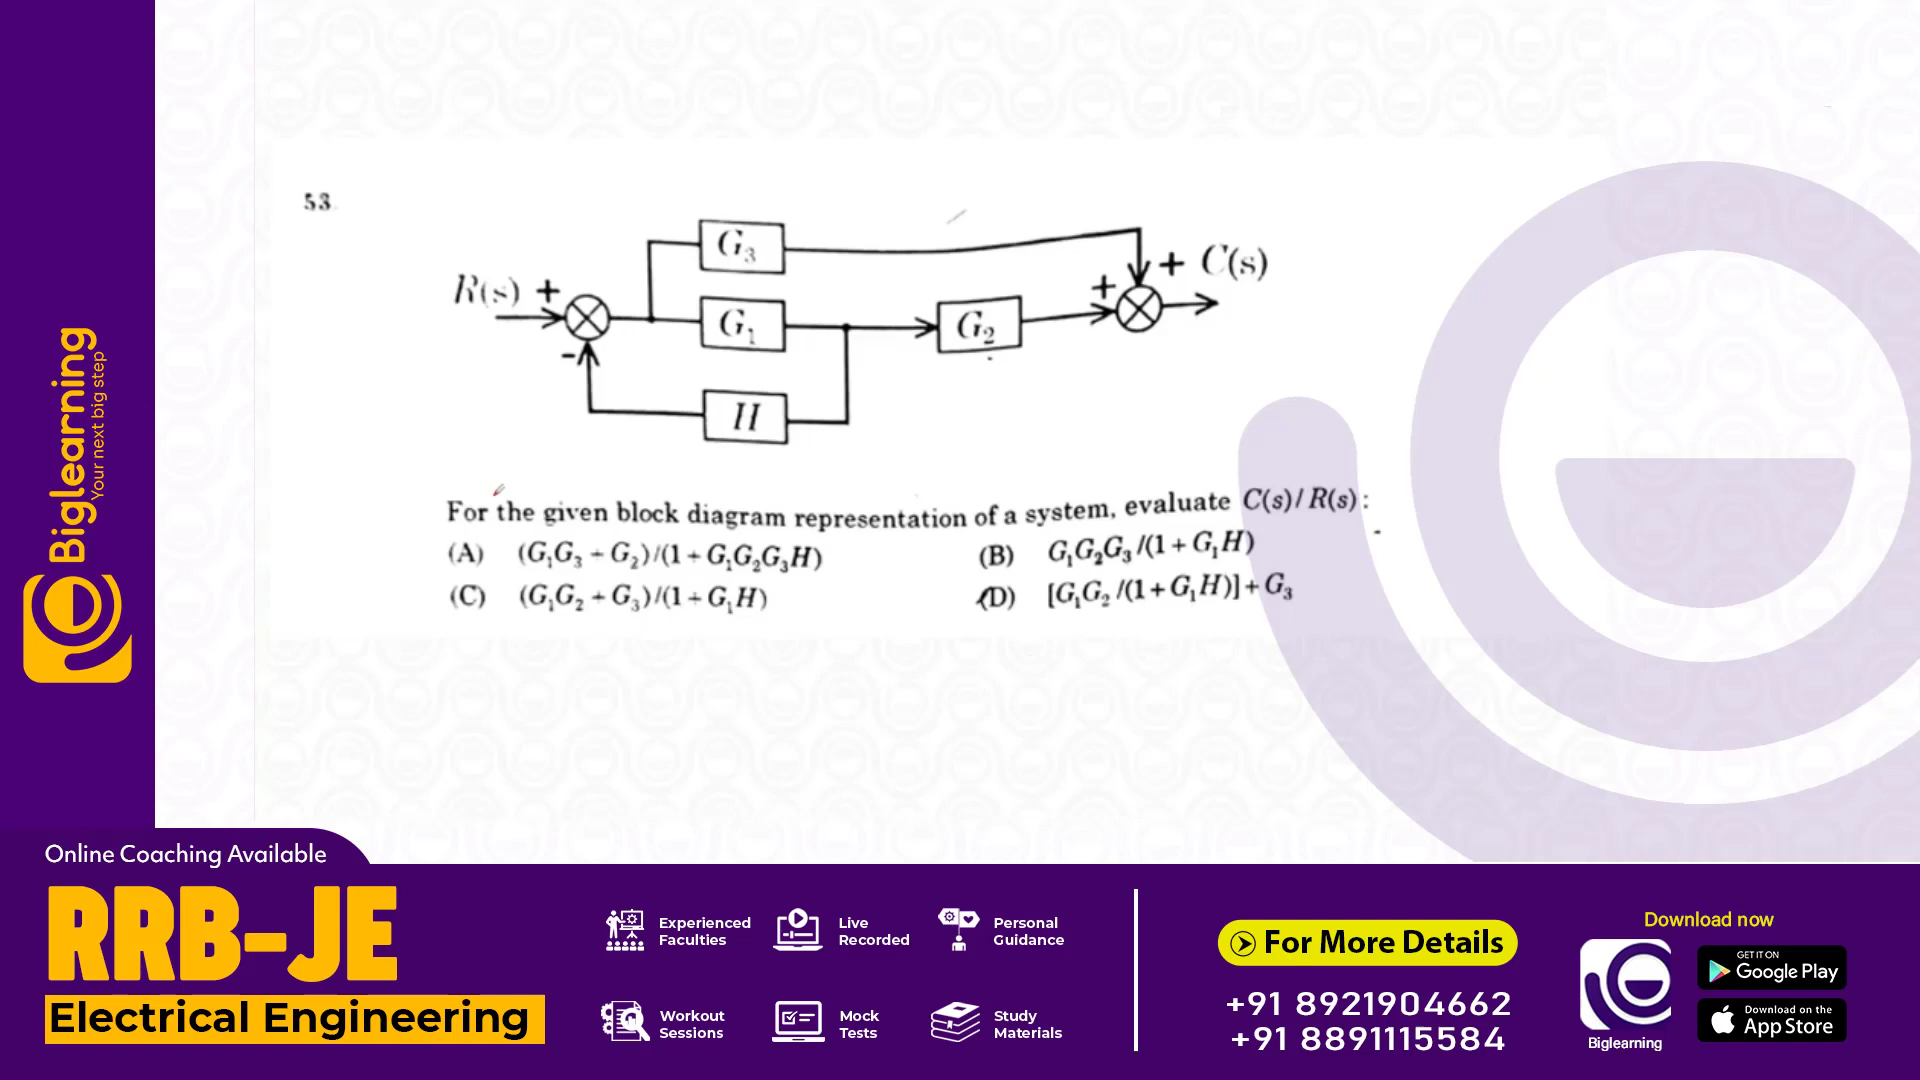 53
G₃
R(s) +
+ C(s)
+
G₁
G₂
-
H
For the given block diagram representation of a system, evaluate C(s)/R(s):
(A) (G₁G₃ + G₂)/(1 + G₁G₂G₃H)
(B) G₁G₂G₃/(1 + G₁H)
(C) (G₁G₂ + G₃)/(1 + G₁H)
(D) [G₁G₂/(1 + G₁H)] + G₃
Biglearning
Your next big step
Online Coaching Available
RRB-JE
Electrical Engineering
Experienced
Faculties
Live
Recorded
Personal
Guidance
Workout
Sessions
Mock
Tests
Study
Materials
For More Details
+91 8921904662
+91 8891115584
Download now
Biglearning
GET IT ON
Google Play
Download on the
App Store